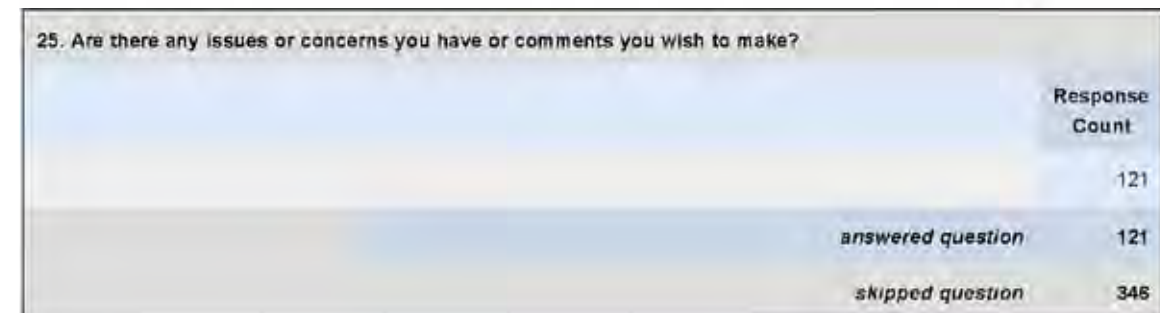 25. Are there any issues or concerns you have or comments you wish to make?
Response
Count
121
answered question 121
skipped question 346